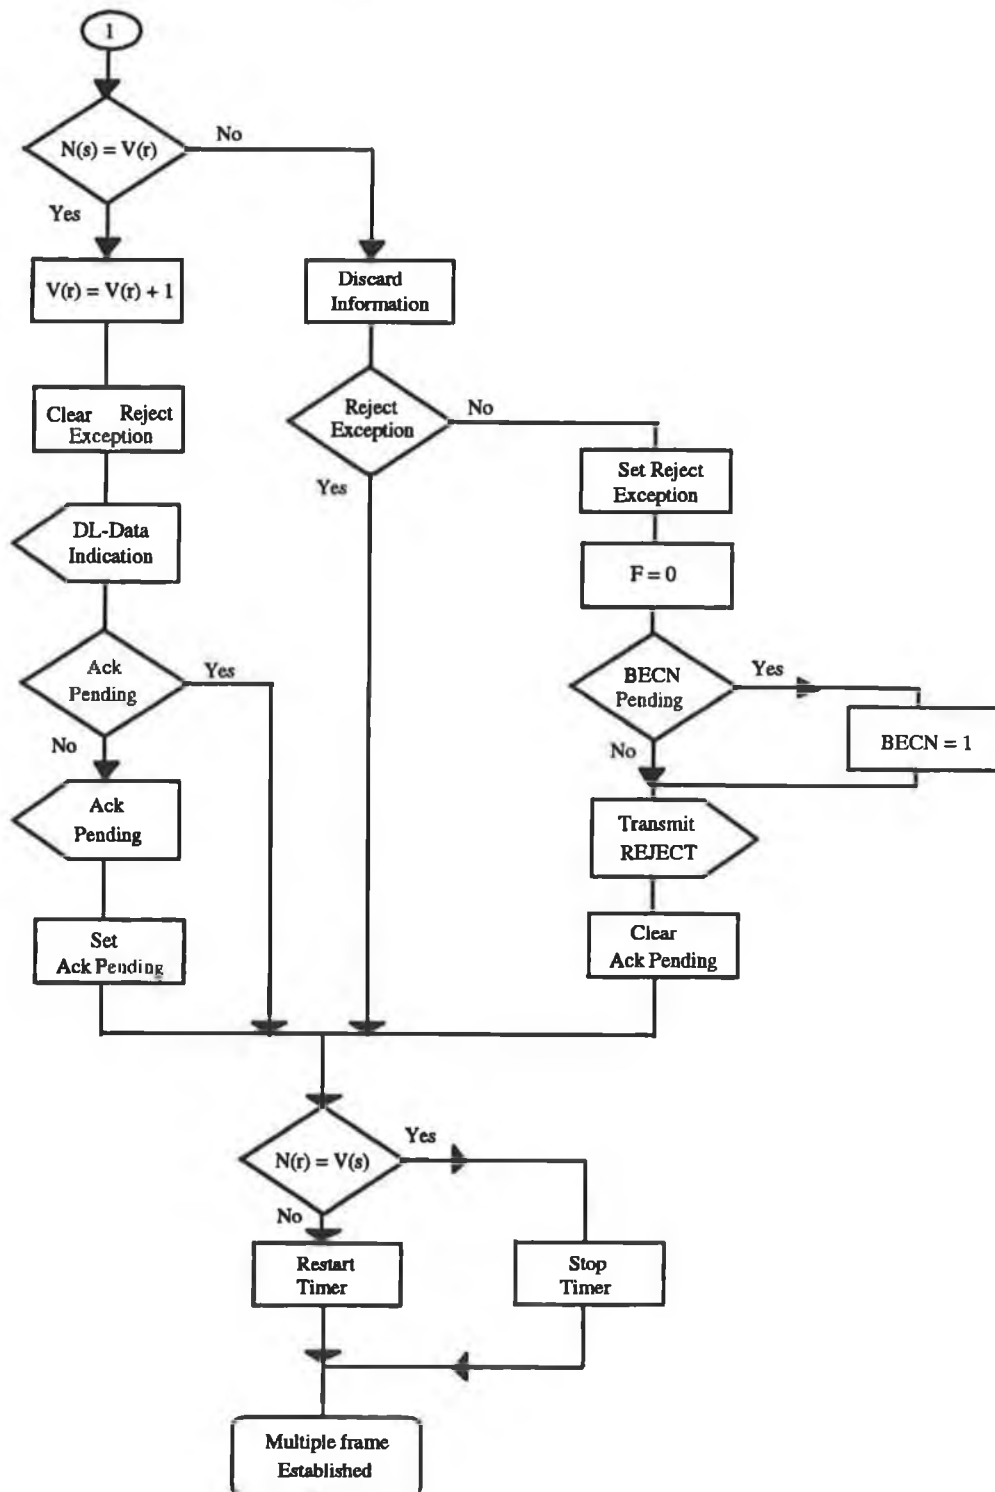 1
N(s) = V(r)
No
Yes
V(r) = V(r) + 1
Discard
Information
Clear Reject
Exception
Reject
Exception
No
Yes
Set Reject
Exception
DL-Data
Indication
F = 0
Ack
Pending
Yes
No
BECN
Pending
Yes
No
BECN = 1
Ack
Pending
Transmit
REJECT
Set
Ack Pending
Clear
Ack Pending
N(r) = V(s)
Yes
No
Restart
Timer
Stop
Timer
Multiple frame
Established